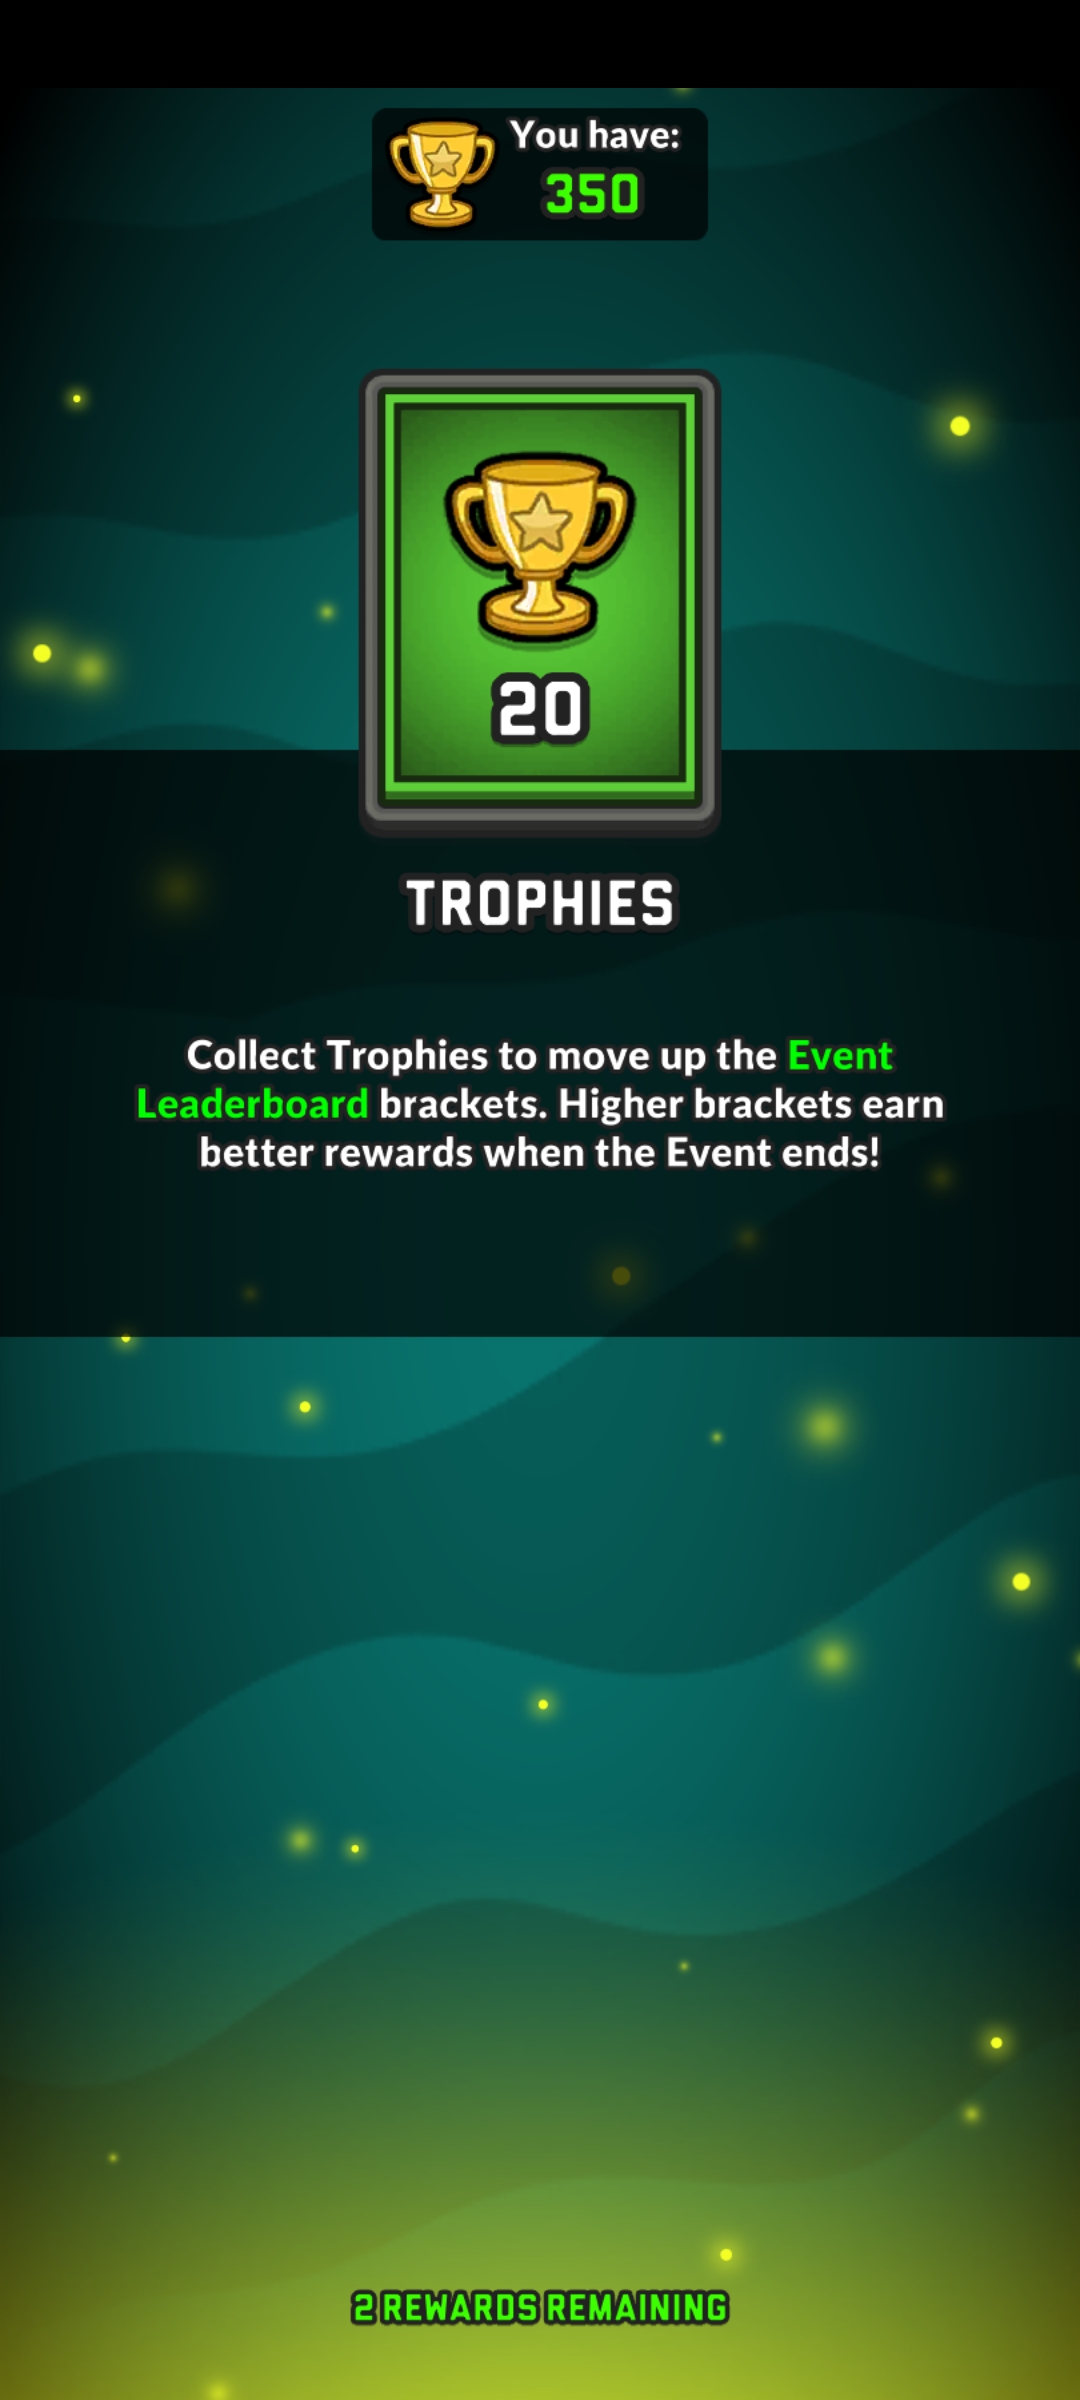 You have:
350
20
TROPHIES
Collect Trophies to move up the Event
Leaderboard brackets. Higher brackets earn
better rewards when the Event ends!
2 REWARDS REMAINING